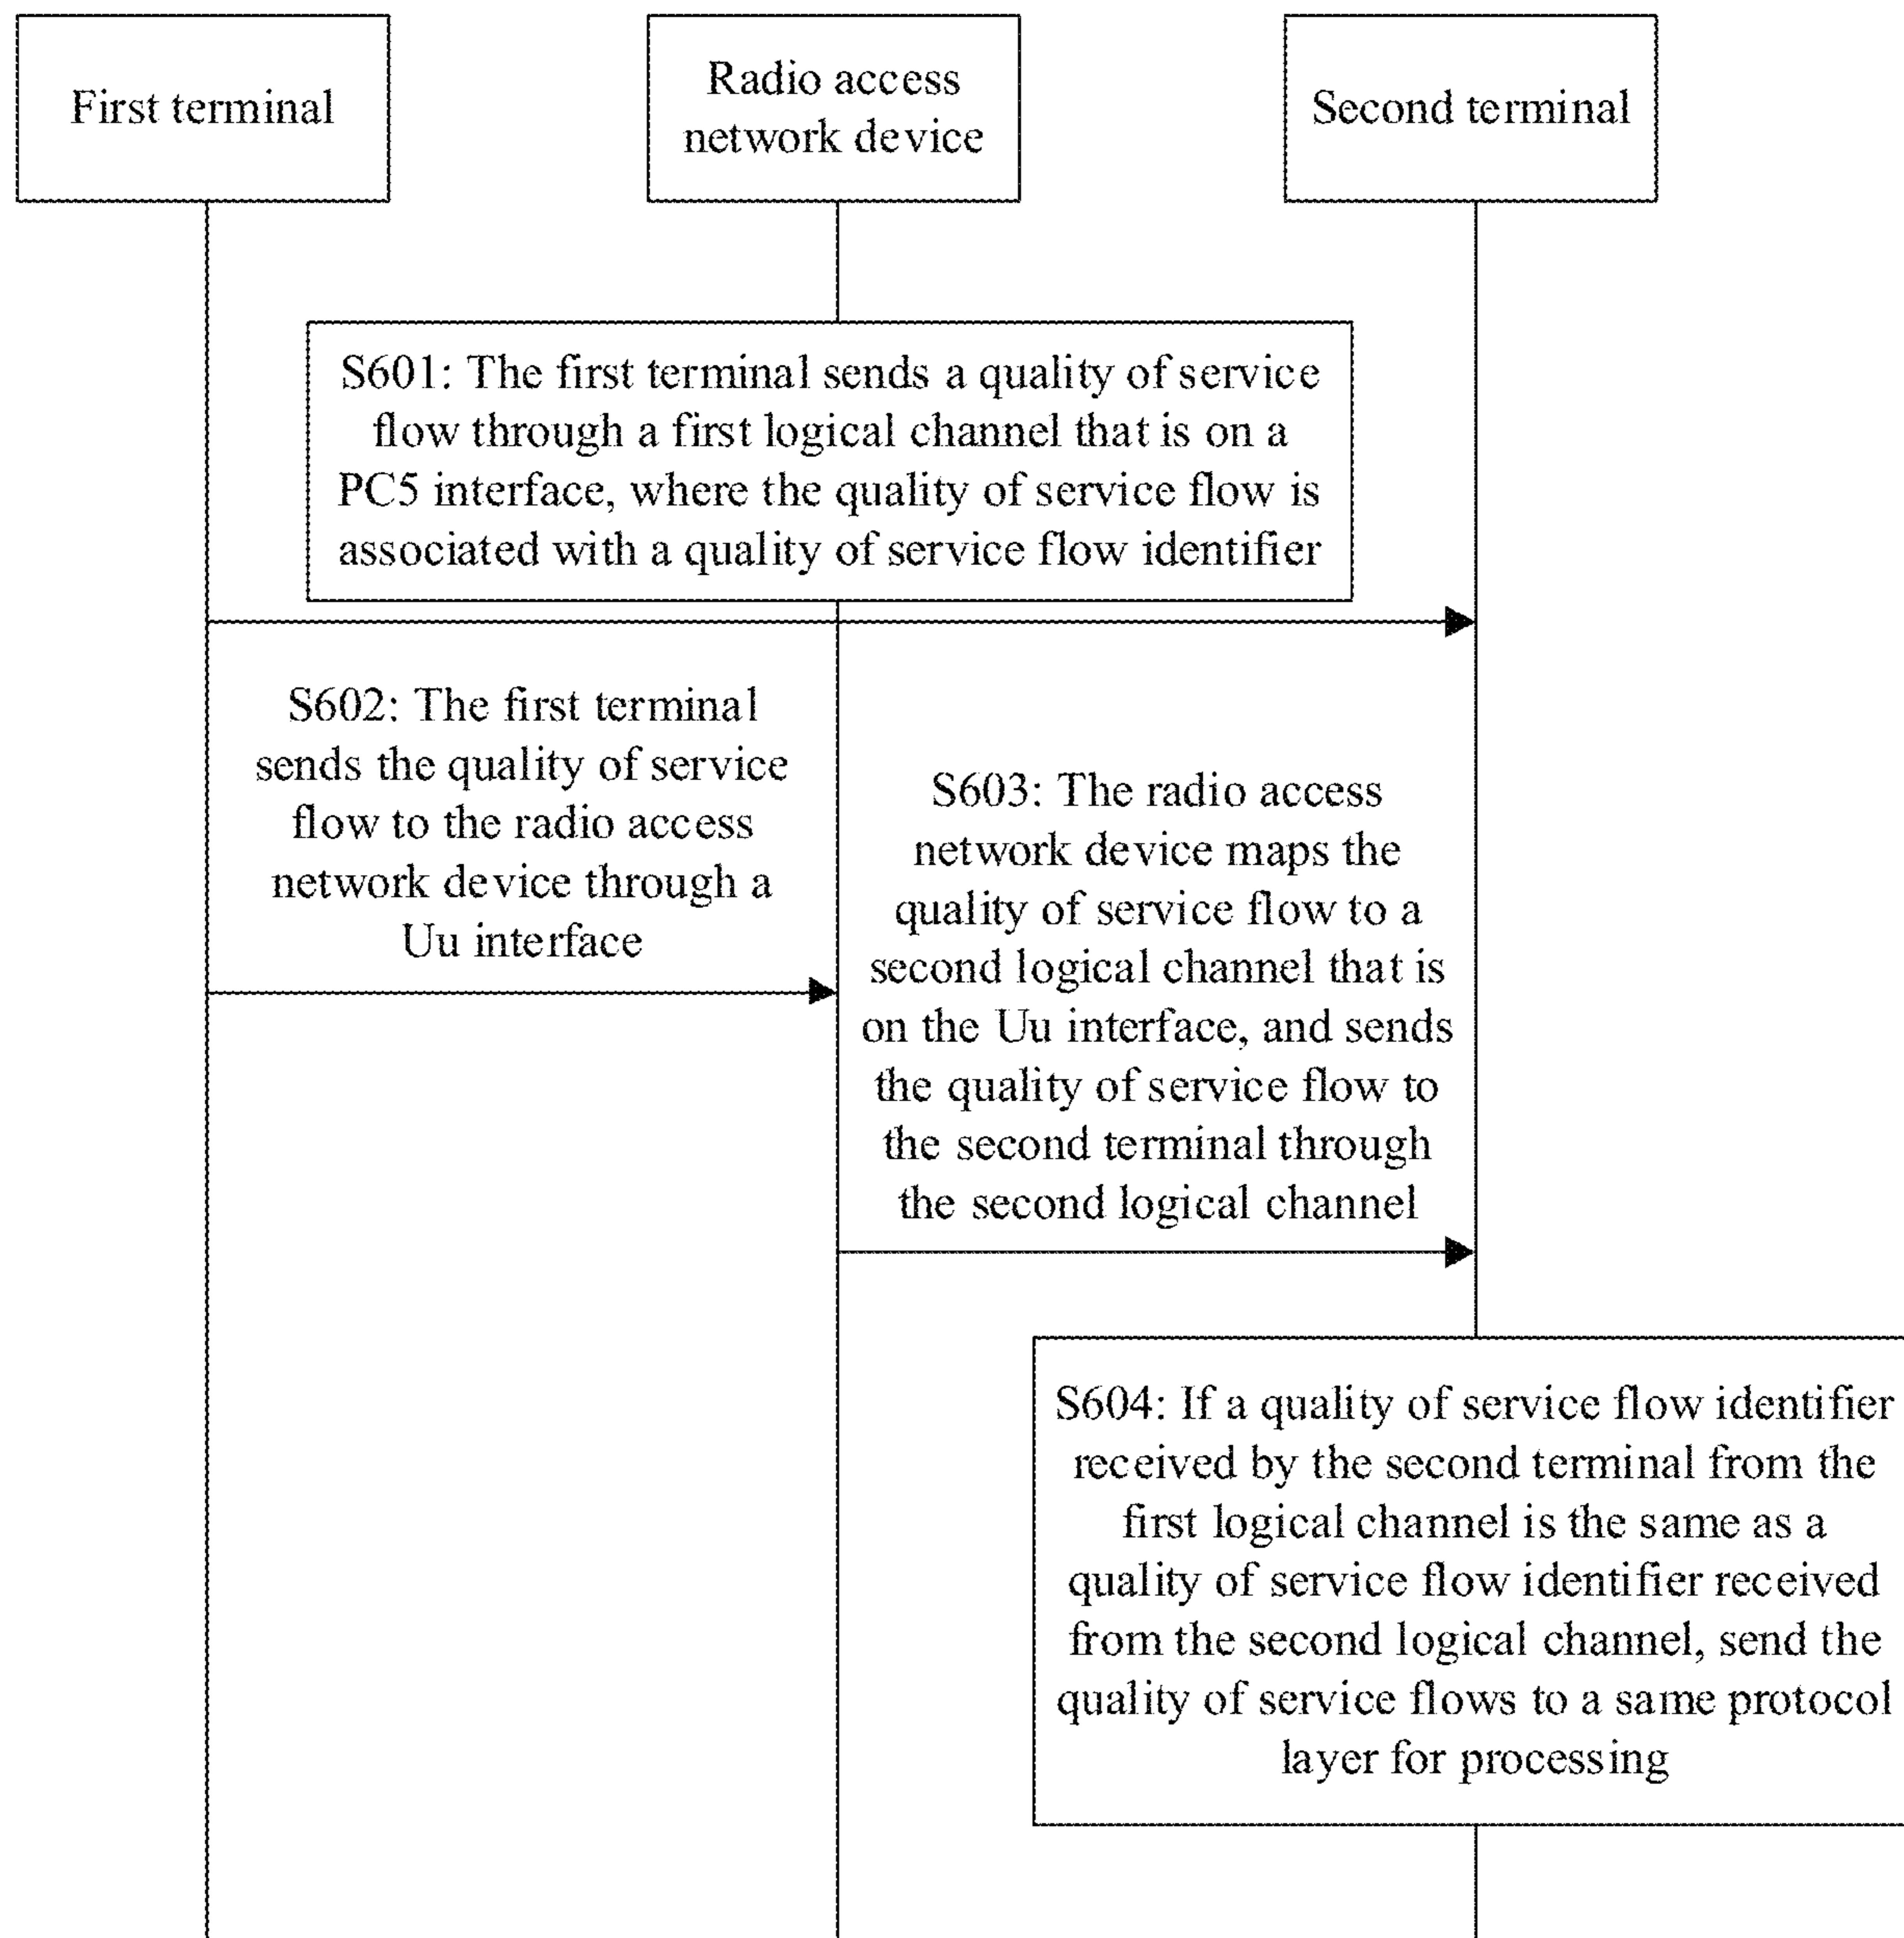 First terminal
Radio access
network device
Second terminal
S601: The first terminal sends a quality of service
flow through a first logical channel that is on a
PC5 interface, where the quality of service flow is
associated with a quality of service flow identifier
S602: The first terminal
sends the quality of service
flow to the radio access
network device through a
Uu interface
S603: The radio access
network device maps the
quality of service flow to a
second logical channel that is
on the Uu interface, and sends
the quality of service flow to
the second terminal through
the second logical channel
S604: If a quality of service flow identifier
received by the second terminal from the
first logical channel is the same as a
quality of service flow identifier received
from the second logical channel, send the
quality of service flows to a same protocol
layer for processing